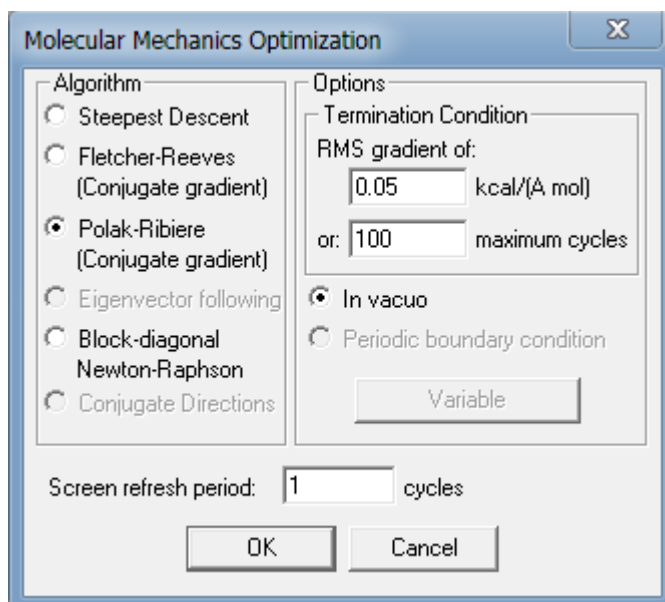 Molecular Mechanics Optimization
Algorithm
Steepest Descent
Fletcher-Reeves
(Conjugate gradient)
Polak-Ribiere
(Conjugate gradient)
Eigenvector following
Block-diagonal
Newton-Raphson
Conjugate Directions
Options
Termination Condition
RMS gradient of:
0.05 kcal/(A mol)
or: 100 maximum cycles
In vacuo
Periodic boundary condition
Variable
Screen refresh period: 1 cycles
OK Cancel